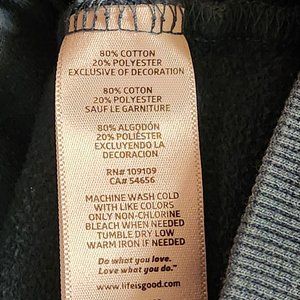 80% COTTON
20% POLYESTER
EXCLUSIVE OF DECORATION
80% COTON
20% POLYESTER
SAUF LE GARNITURE
80% ALGODÓN
20% POLIÉSTER
EXCLUYENDO LA
DECORACION
RN# 109109
CA# 54656
MACHINE WASH COLD
WITH LIKE COLORS
ONLY NON-CHLORINE
BLEACH WHEN NEEDED
TUMBLE DRY LOW
WARM IRON IF NEEDED
Do what you love.
Love what you do.™
www.lifeisgood.com